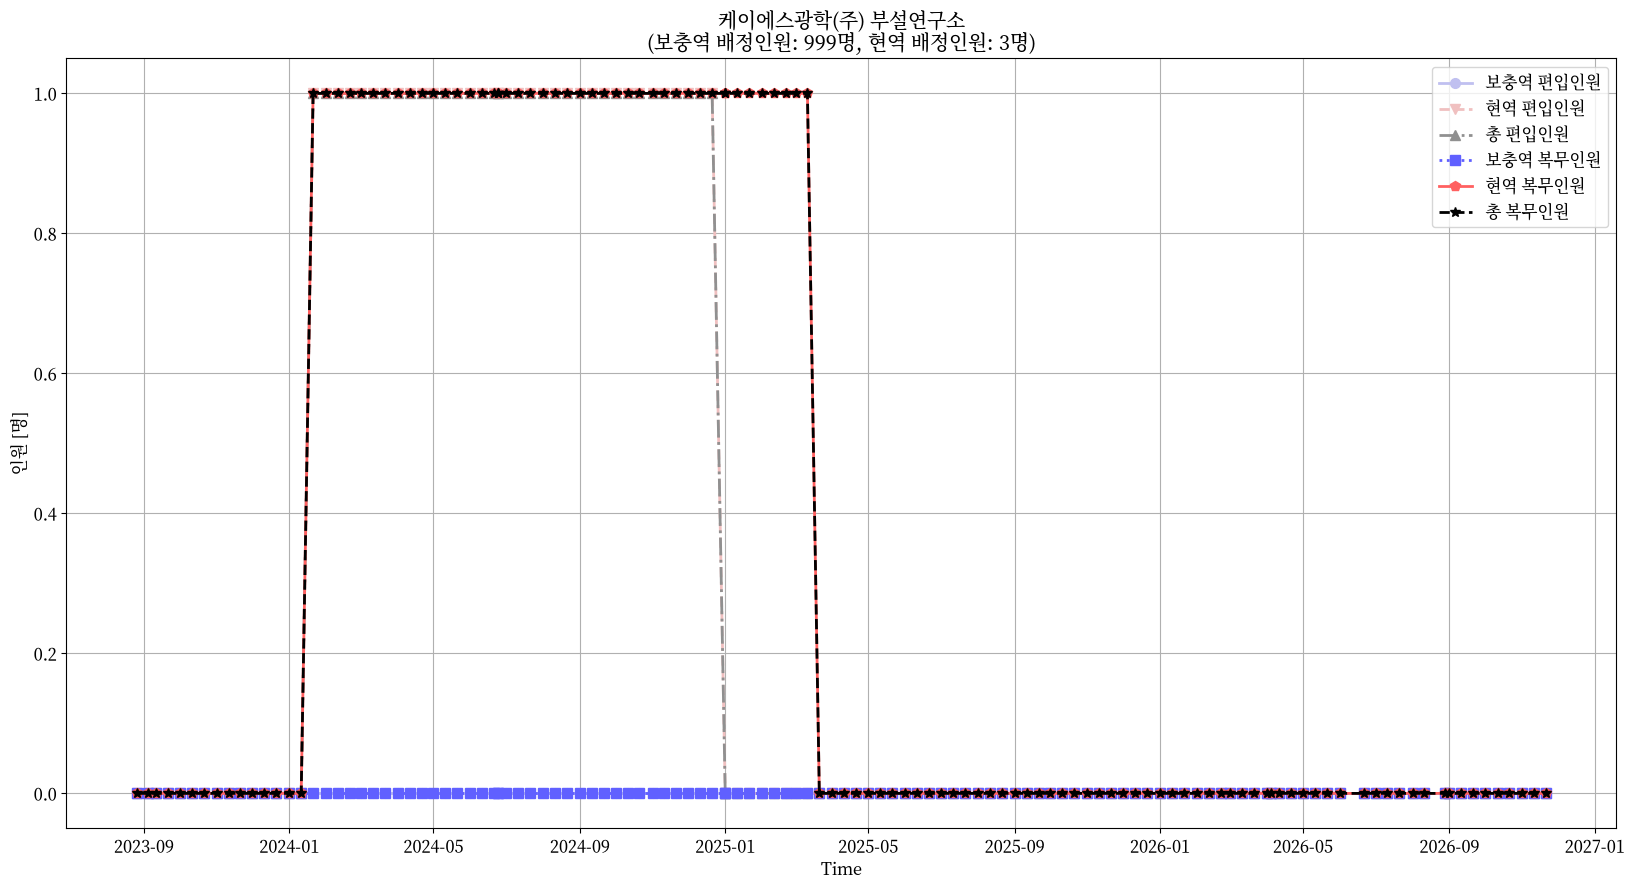 케이에스광학(주) 부설연구소
(보충역 배정인원: 999명, 현역 배정인원: 3명)
보충역 편입인원
현역 편입인원
총 편입인원
보충역 복무인원
현역 복무인원
총 복무인원
인원 [명]
1.0
0.8
0.6
0.4
0.2
0.0
2023-09
2024-01
2024-05
2024-09
2025-01
2025-05
2025-09
2026-01
2026-05
2026-09
2027-01
Time